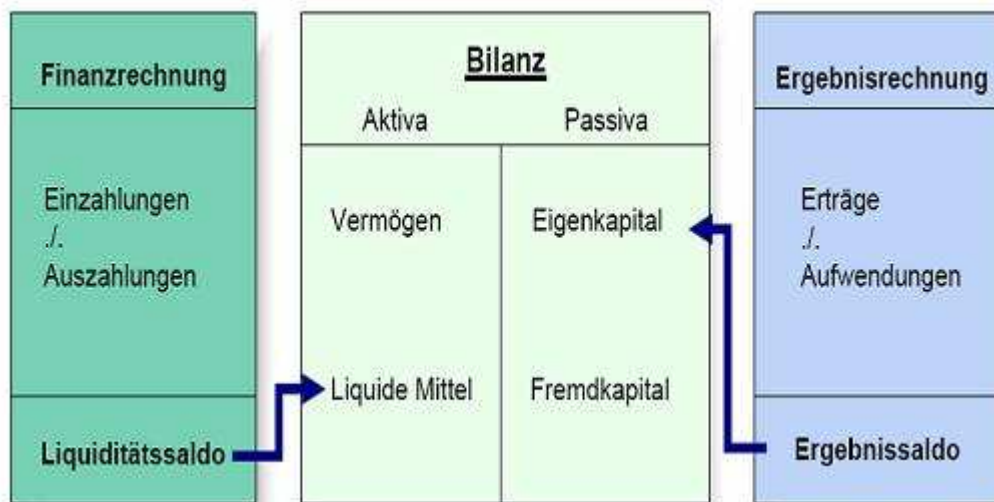 Finanzrechnung
Einzahlungen
./.
Auszahlungen
Liquiditätssaldo
Bilanz
Aktiva Passiva
Vermögen Eigenkapital
Liquide Mittel Fremdkapital
Ergebnisrechnung
Erträge
./.
Aufwendungen
Ergebnissaldo